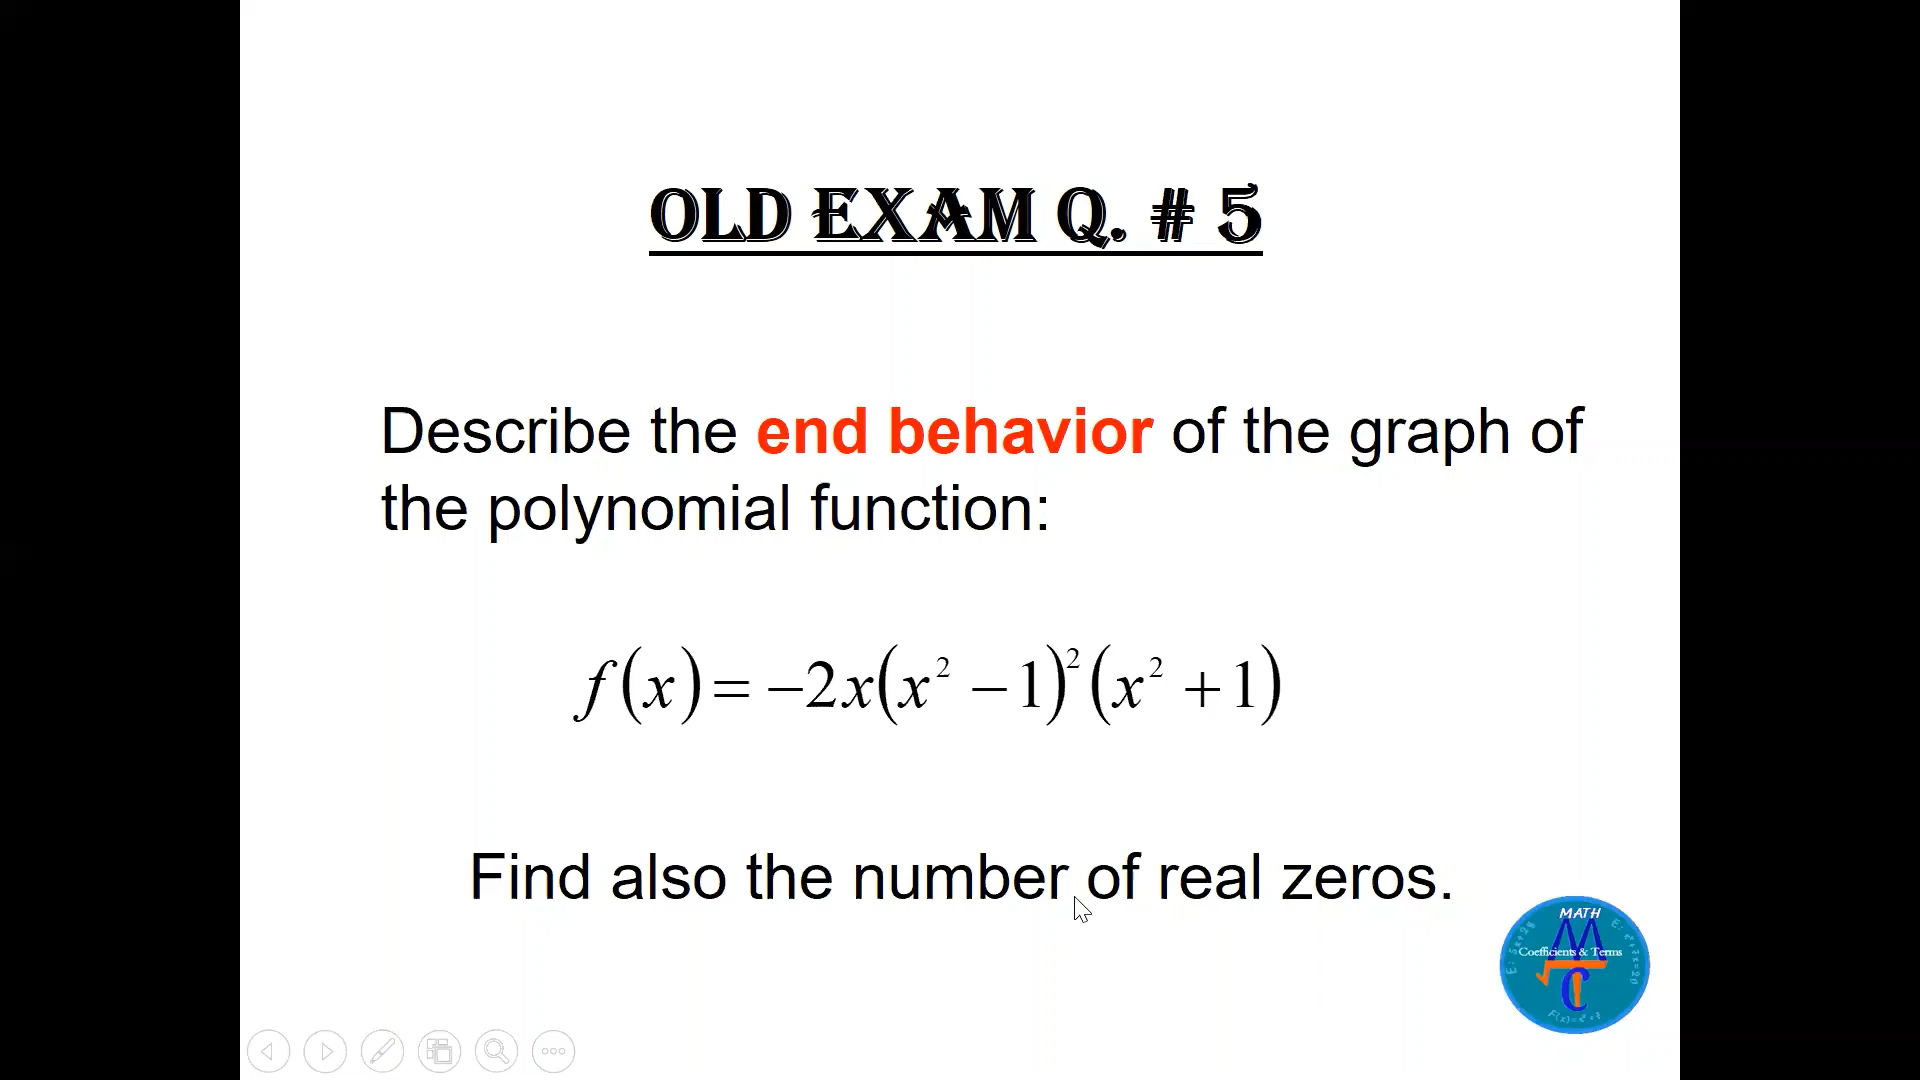 OLD EXAM Q. # 5
Describe the end behavior of the graph of
the polynomial function:
f(x) = −2x(x² − 1)²(x² + 1)
Find also the number of real zeros.
MATH
Coefficients & Terms